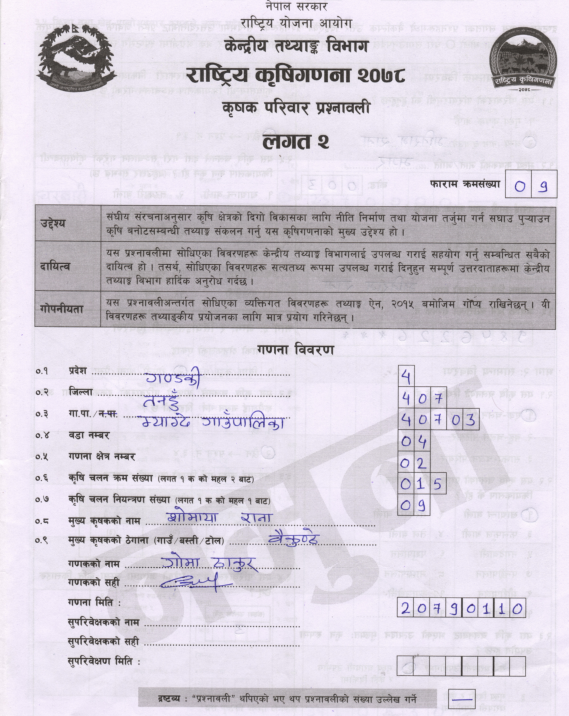 नेपाल सरकार
राष्ट्रिय योजना आयोग
केन्द्रीय तथ्याङ्क विभाग
राष्ट्रिय कृषिगणना २०७८
कृषक परिवार प्रश्नावली
लगत २
राष्ट्रिय कृषिगणना
फाराम क्रमसंख्या 0 9
उद्देश्य संघीय संरचनाअनुसार कृषि क्षेत्रको दिगो विकासका लागि नीति निर्माण तथा योजना तर्जुमा गर्न सघाउ पुऱ्याउन
कृषि बनोटसम्बन्धी तथ्याङ्क संकलन गर्नु यस कृषिगणनाको मुख्य उद्देश्य हो ।
दायित्व यस प्रश्नावलीमा सोधिएका विवरणहरू केन्द्रीय तथ्याङ्क विभागलाई उपलब्ध गराई सहयोग गर्नु सम्बन्धित सबैको
दायित्व हो । तसर्थ, सोधिएका विवरणहरू सत्यतथ्य रूपमा उपलब्ध गराई दिनुहुन सम्पूर्ण उत्तरदाताहरूमा केन्द्रीय
तथ्याङ्क विभाग हार्दिक अनुरोध गर्दछ ।
गोपनीयता यस प्रश्नावलीअन्तर्गत सोधिएका व्यक्तिगत विवरणहरू तथ्याङ्क ऐन, २०१५ बमोजिम गोप्य राखिनेछन् । यी
विवरणहरू तथ्याङ्कीय प्रयोजनका लागि मात्र प्रयोग गरिनेछन् ।
गणना विवरण
०.१ प्रदेश गण्डकी 4
०.२ जिल्ला तनहुँ 4 0 7
०.३ गा.पा./न.पा. म्याग्दे गाउँपालिका 4 0 7 0 3
०.४ वडा नम्बर 0 4
०.५ गणना क्षेत्र नम्बर 0 2
०.६ कृषि चलन क्रम संख्या (लगत १ क को महल २ बाट) 0 1 5
०.७ कृषि चलन नियन्त्रण संख्या (लगत १ क को महल १ बाट) 0 9
०.८ मुख्य कृषकको नाम शोभाया राना
०.९ मुख्य कृषकको ठेगाना (गाउँ/बस्ती/टोल) बैकुण्ठे
गणकको नाम गोमा ठाकुर
गणकको सही
गणना मिति : 2 0 7 9 0 1 1 0
सुपरिवेक्षकको नाम
सुपरिवेक्षकको सही
सुपरिवेक्षण मिति :
द्रष्टव्य : "प्रश्नावली" थपिएको भए थप प्रश्नावलीको संख्या उल्लेख गर्ने —
नमुना